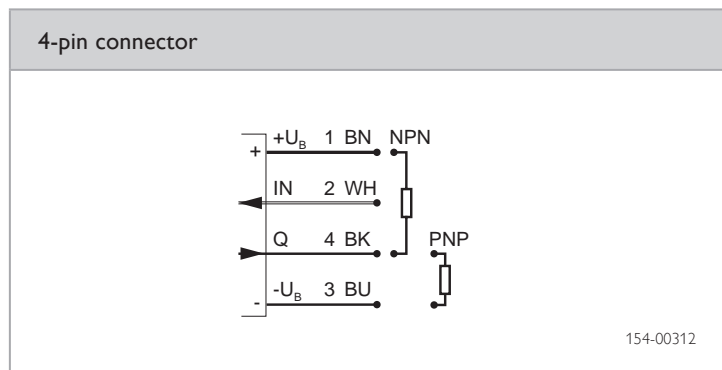 4-pin connector
+U_B 1 BN NPN
+
IN 2 WH
Q 4 BK PNP
-U_B 3 BU
-
154-00312